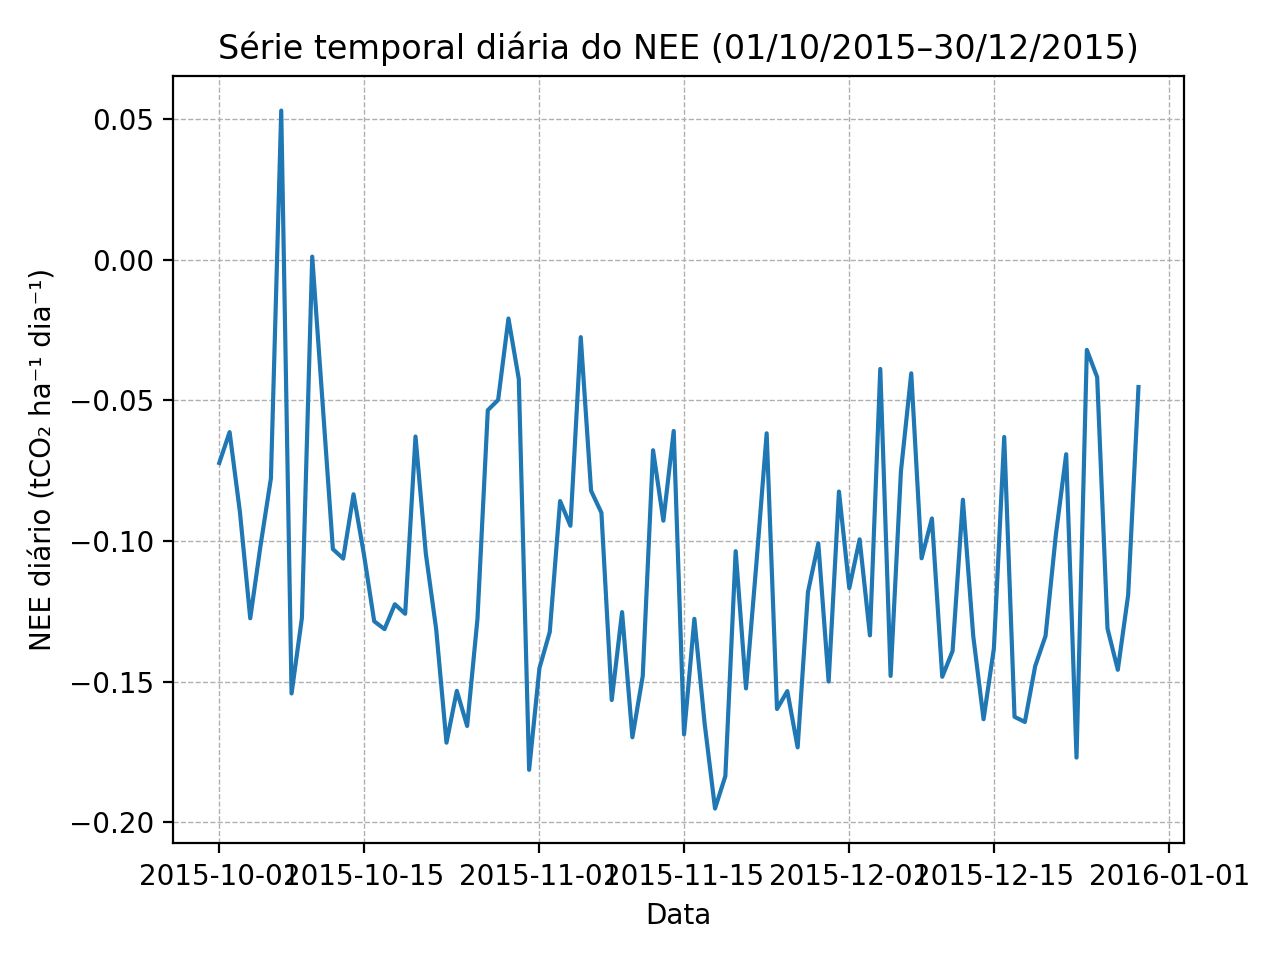 Série temporal diária do NEE (01/10/2015–30/12/2015)
NEE diário (tCO₂ ha⁻¹ dia⁻¹)
0.05
0.00
−0.05
−0.10
−0.15
−0.20
2015-10-01 2015-10-15 2015-11-01 2015-11-15 2015-12-01 2015-12-15 2016-01-01
Data